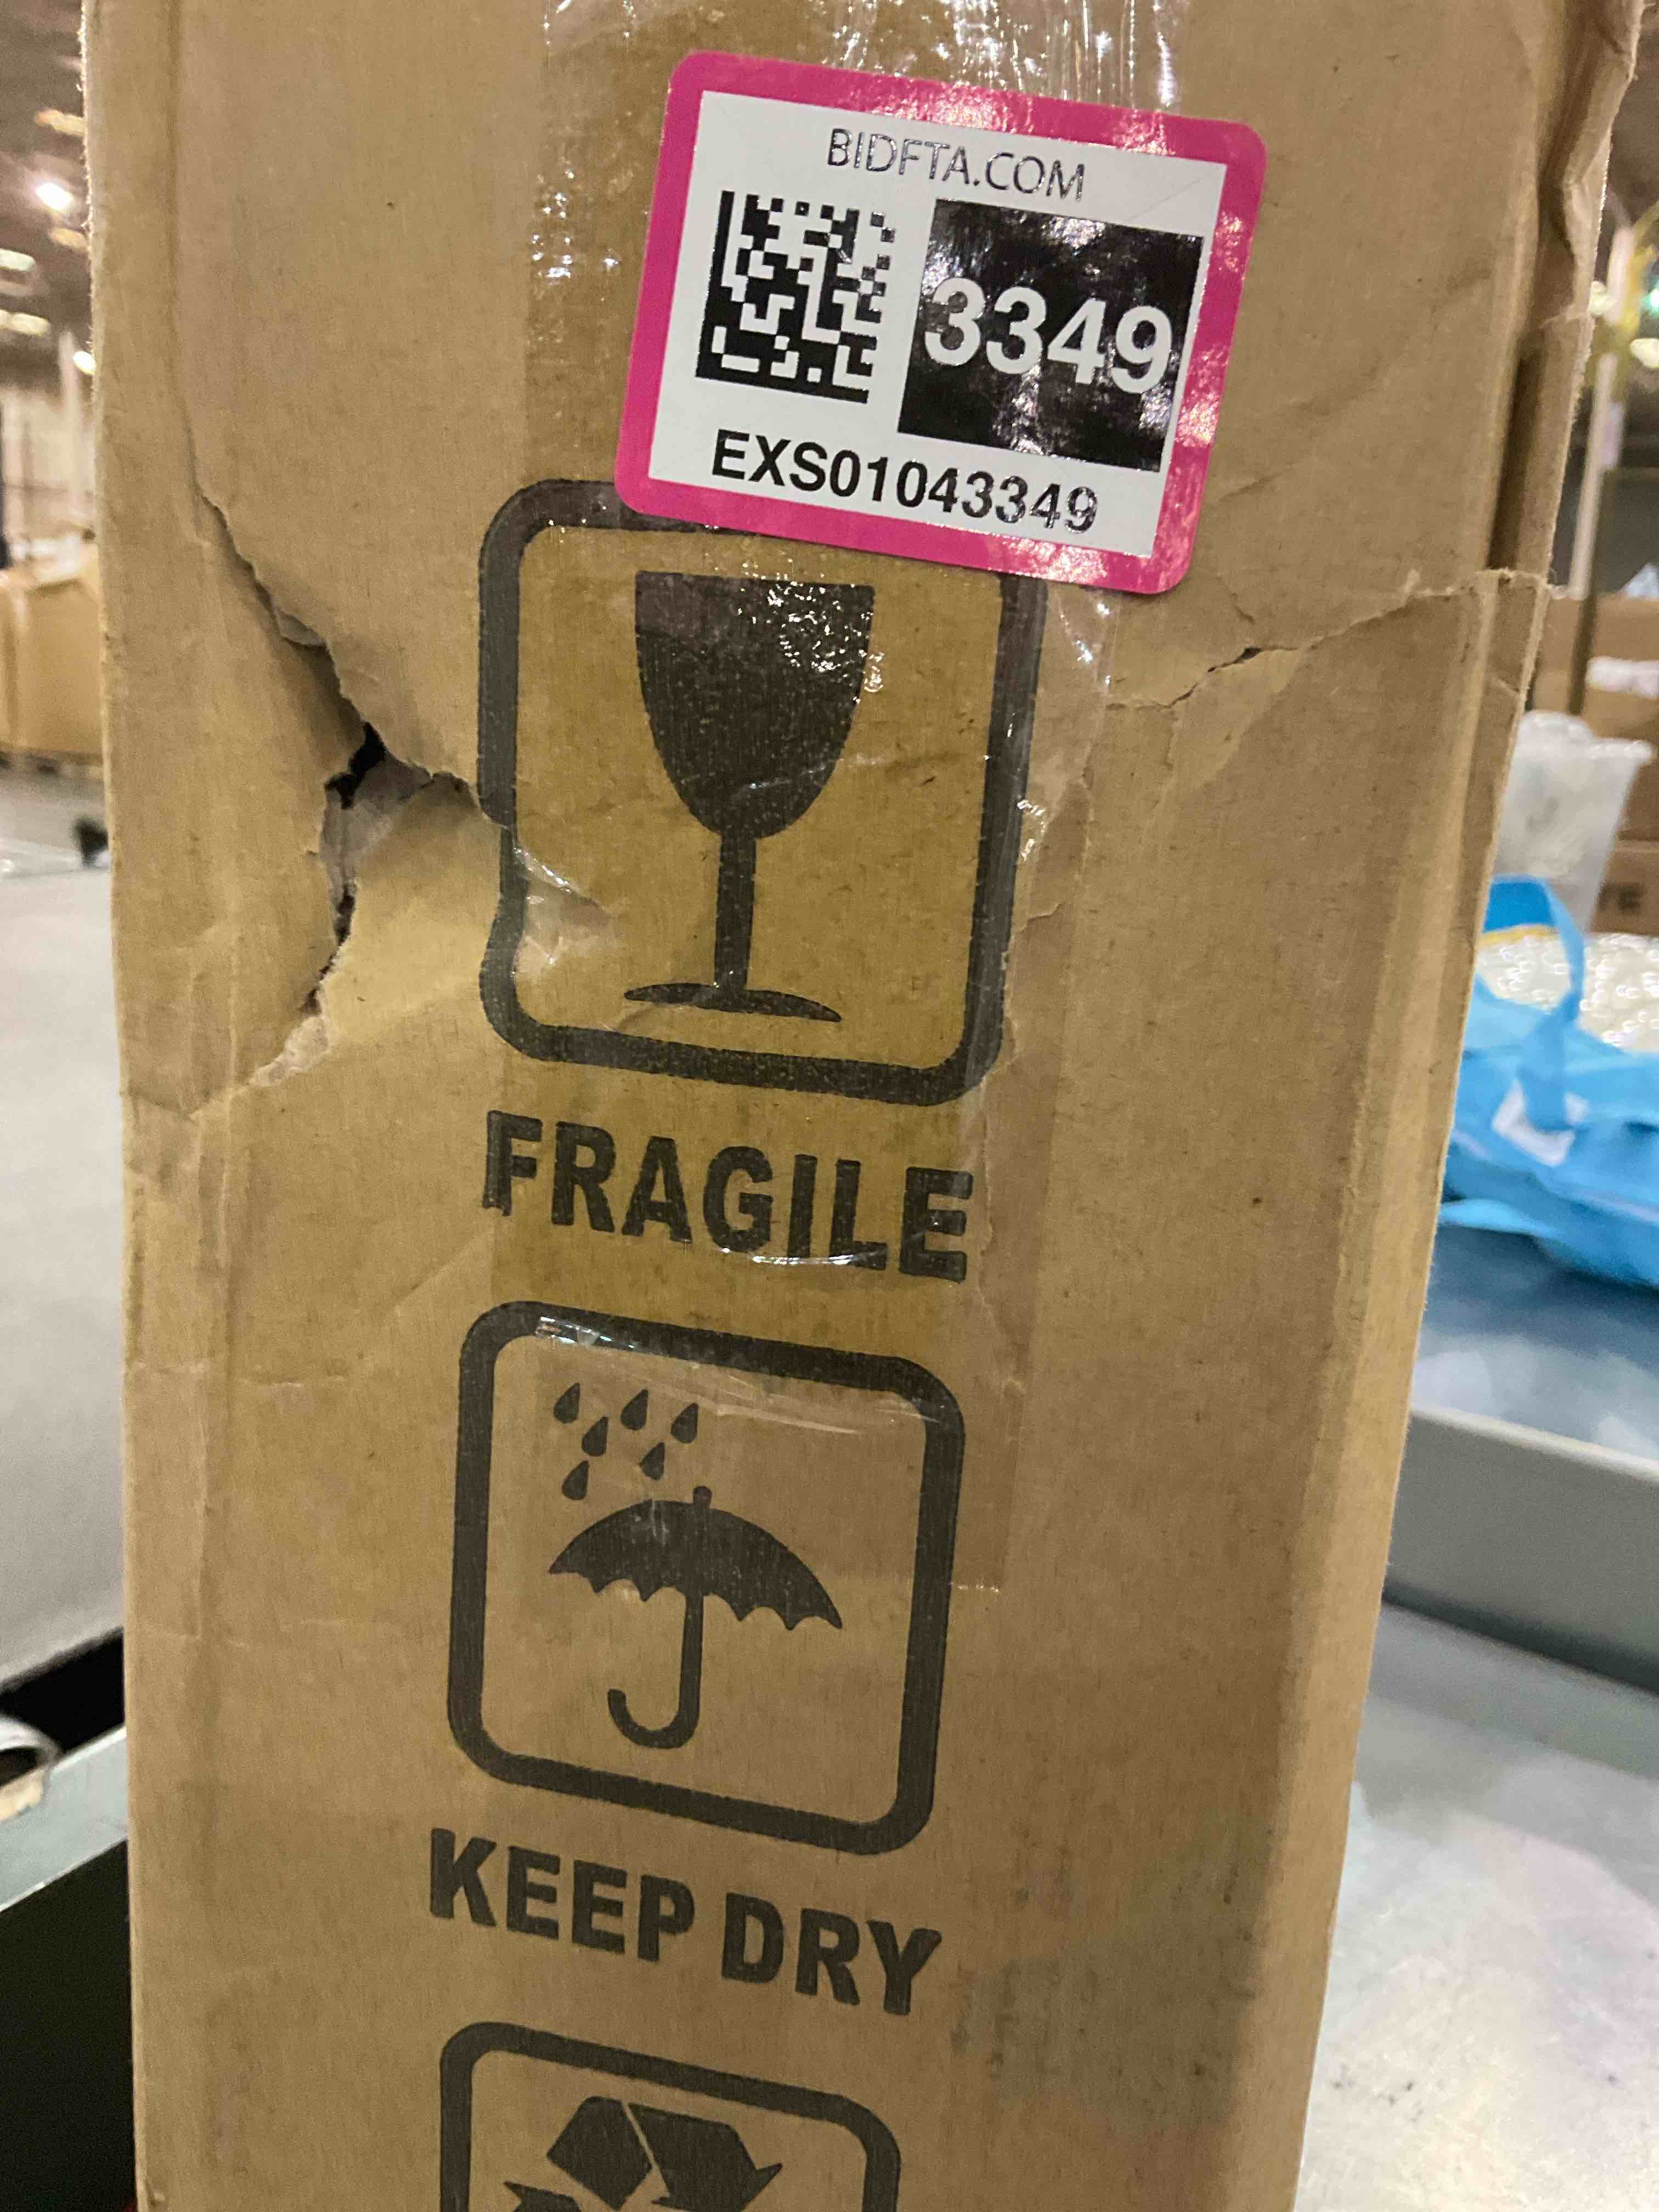 BIDFTA.COM
3349
EXS01043349
FRAGILE
KEEP DRY